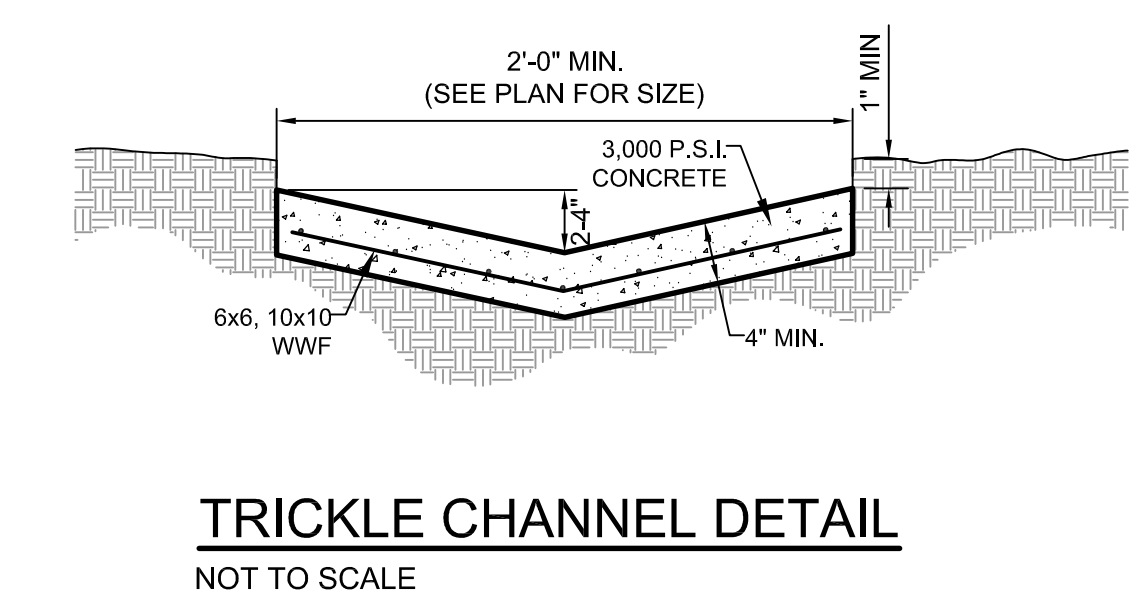 2'-0" MIN.
(SEE PLAN FOR SIZE)
1" MIN
3,000 P.S.I.
CONCRETE
2-4"
6x6, 10x10
WWF
4" MIN.
TRICKLE CHANNEL DETAIL
NOT TO SCALE